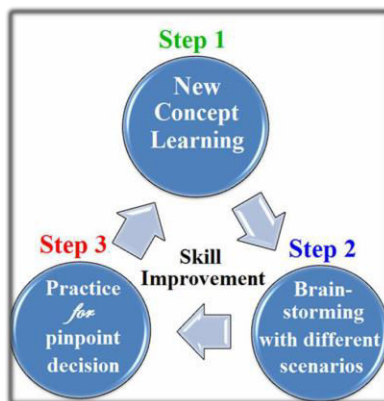 Step 1
New
Concept
Learning
Step 2
Brain-
storming
with different
scenarios
Step 3
Practice
for
pinpoint
decision
Skill
Improvement